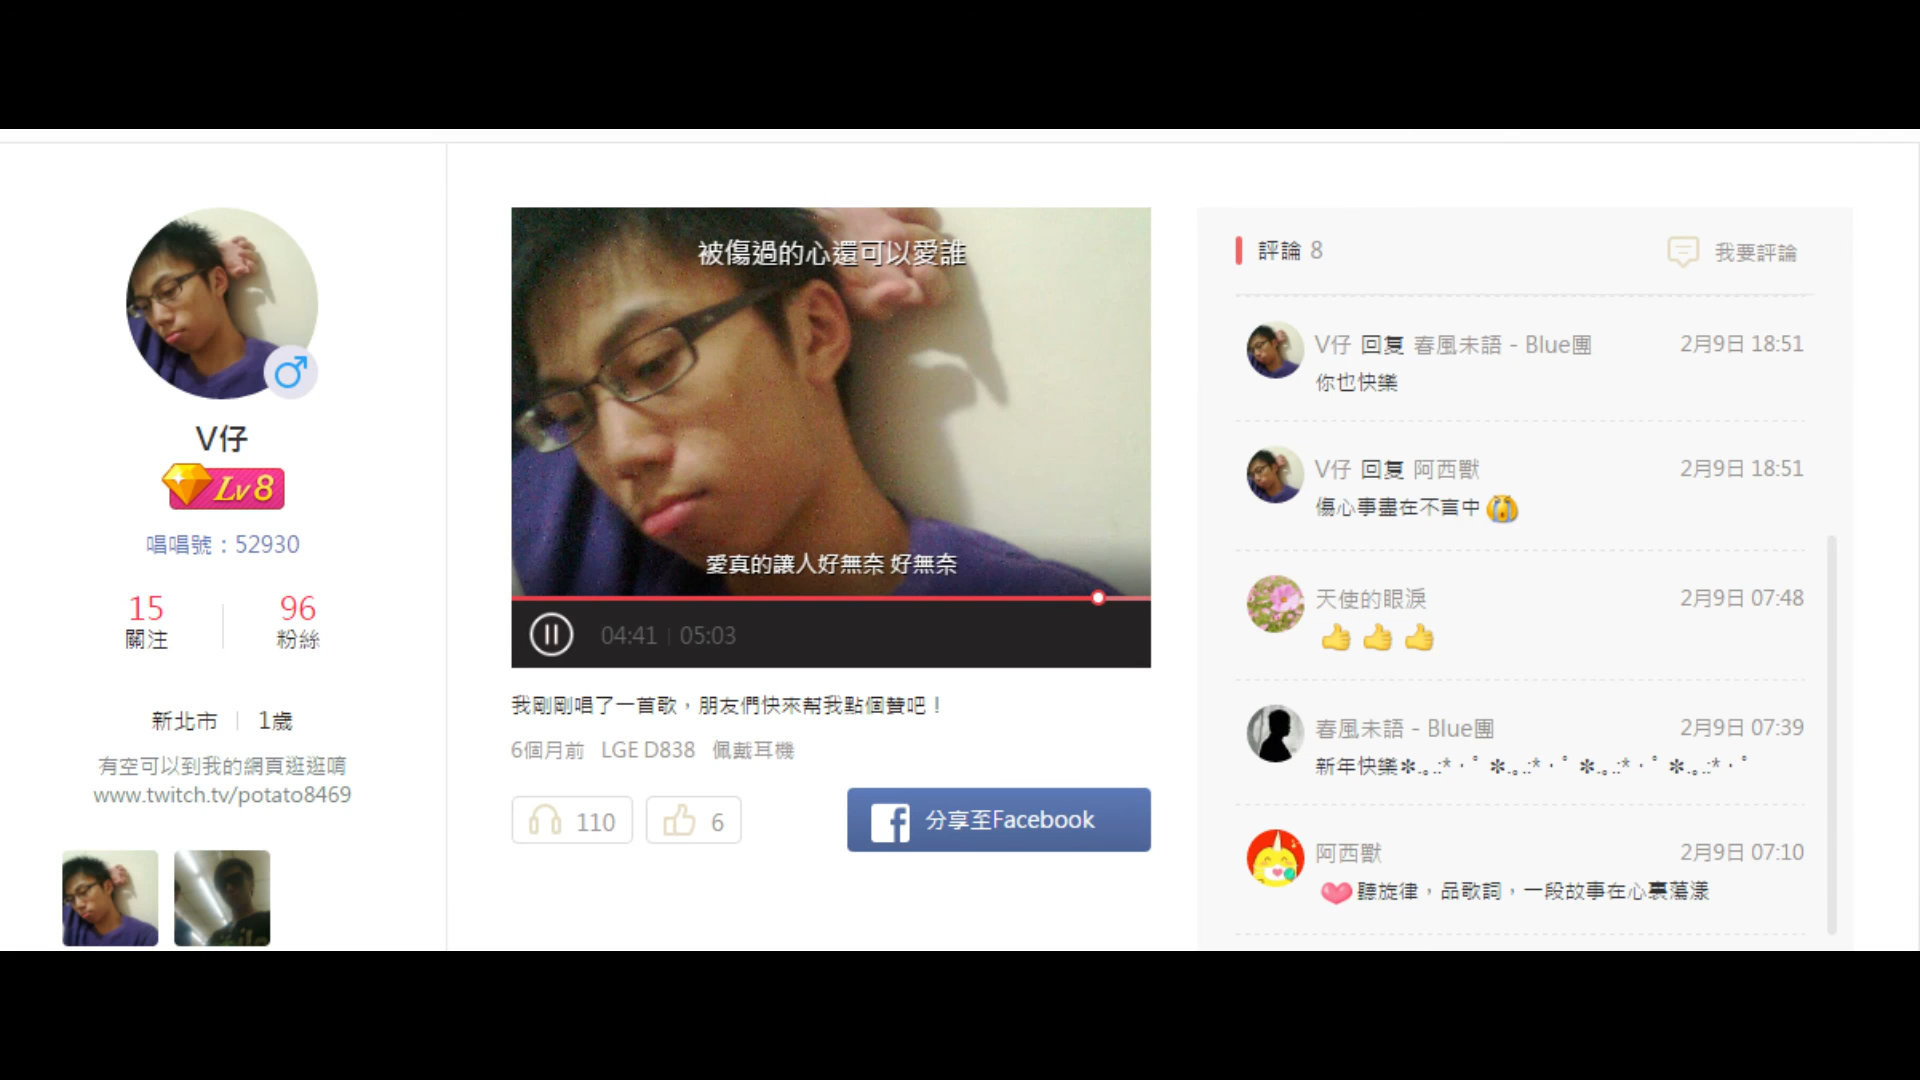 V仔
Lv 8
唱唱號：52930
15
關注
96
粉絲
新北市 | 1歲
有空可以到我的網頁逛逛唷
www.twitch.tv/potato8469
被傷過的心還可以愛誰
愛真的讓人好無奈 好無奈
04:41 | 05:03
我剛剛唱了一首歌，朋友們快來幫我點個贊吧！
6個月前 LGE D838 佩戴耳機
110
6
分享至Facebook
評論 8
我要評論
V仔 回复 春風未語 - Blue團 2月9日 18:51
你也快樂
V仔 回复 阿西獸 2月9日 18:51
傷心事盡在不言中 😭
天使的眼淚 2月9日 07:48
👍 👍 👍
春風未語 - Blue團 2月9日 07:39
新年快樂✼.｡.:*・ﾟ ✼.｡.:*・ﾟ ✼.｡.:*・ﾟ ✼.｡.:*・ﾟ
阿西獸 2月9日 07:10
❤聽旋律，品歌詞，一段故事在心裏蕩漾